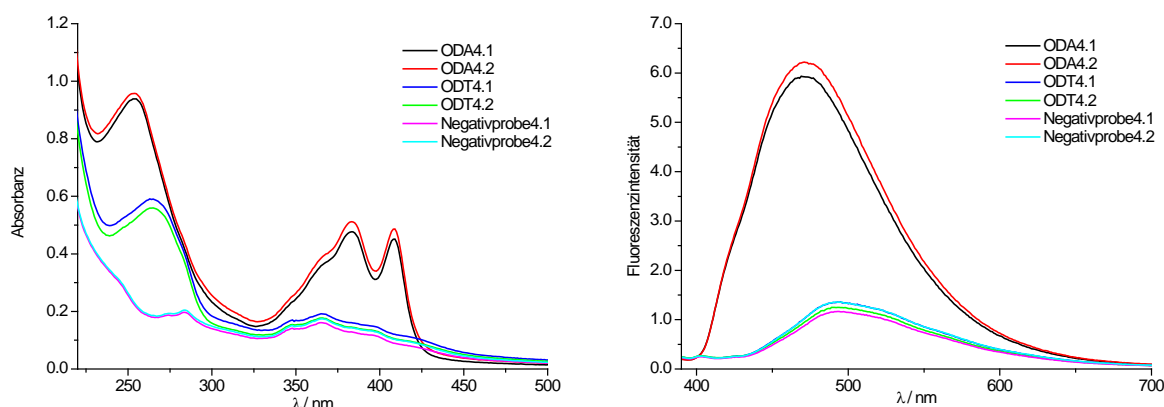 1.2
1.0
0.8
0.6
0.4
0.2
0.0
Absorbanz
250
300
350
400
450
500
λ / nm
ODA4.1
ODA4.2
ODT4.1
ODT4.2
Negativprobe4.1
Negativprobe4.2
7.0
6.0
5.0
4.0
3.0
2.0
1.0
0.0
Fluoreszenzintensität
400
500
600
700
λ / nm
ODA4.1
ODA4.2
ODT4.1
ODT4.2
Negativprobe4.1
Negativprobe4.2